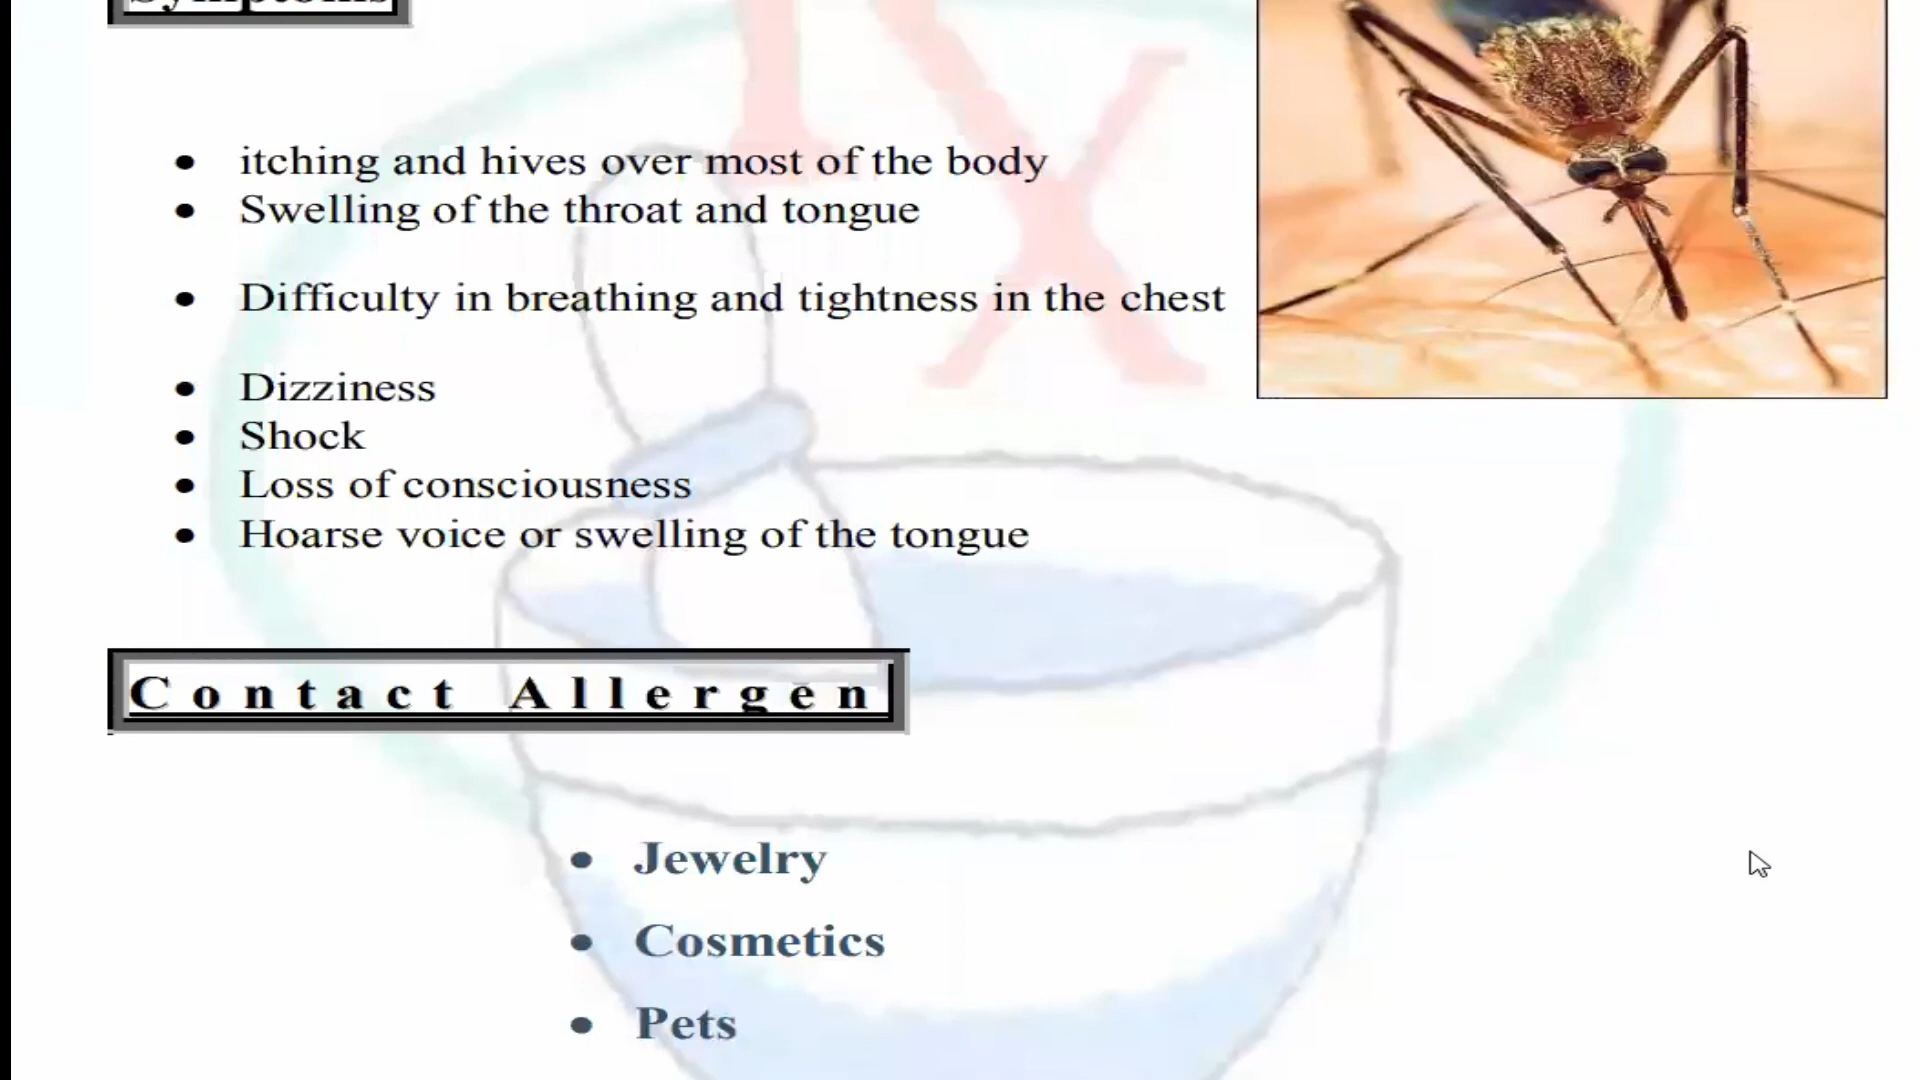 Symptoms
• itching and hives over most of the body
• Swelling of the throat and tongue
• Difficulty in breathing and tightness in the chest
• Dizziness
• Shock
• Loss of consciousness
• Hoarse voice or swelling of the tongue
Contact Allergen
• Jewelry
• Cosmetics
• Pets